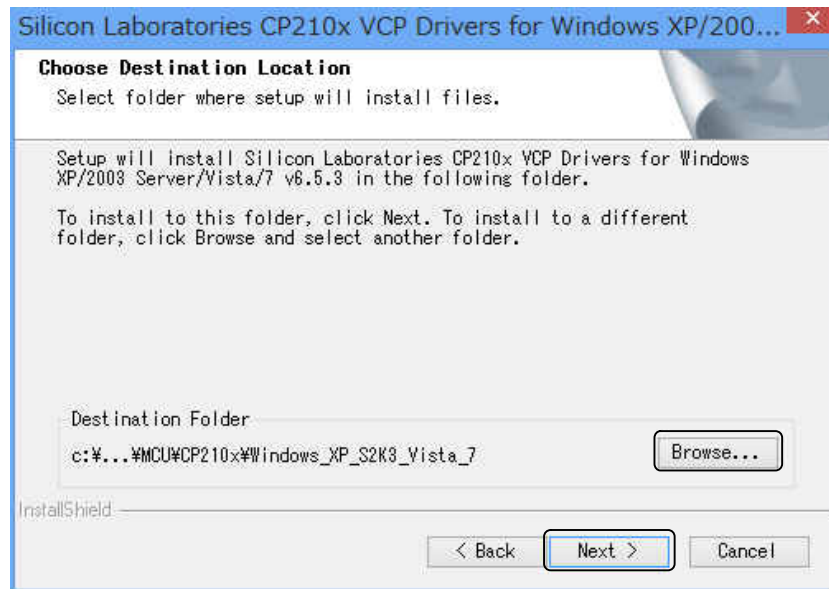 Silicon Laboratories CP210x VCP Drivers for Windows XP/200...
Choose Destination Location
Select folder where setup will install files.
Setup will install Silicon Laboratories CP210x VCP Drivers for Windows
XP/2003 Server/Vista/7 v6.5.3 in the following folder.
To install to this folder, click Next. To install to a different
folder, click Browse and select another folder.
Destination Folder
c:¥...¥MCU¥CP210x¥Windows_XP_S2K3_Vista_7
Browse...
InstallShield
< Back
Next >
Cancel